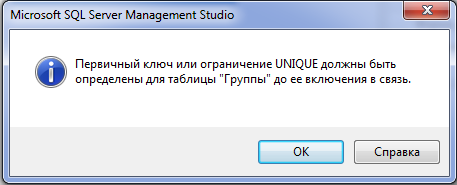 Microsoft SQL Server Management Studio
Первичный ключ или ограничение UNIQUE должны быть
определены для таблицы "Группы" до ее включения в связь.
OK
Справка